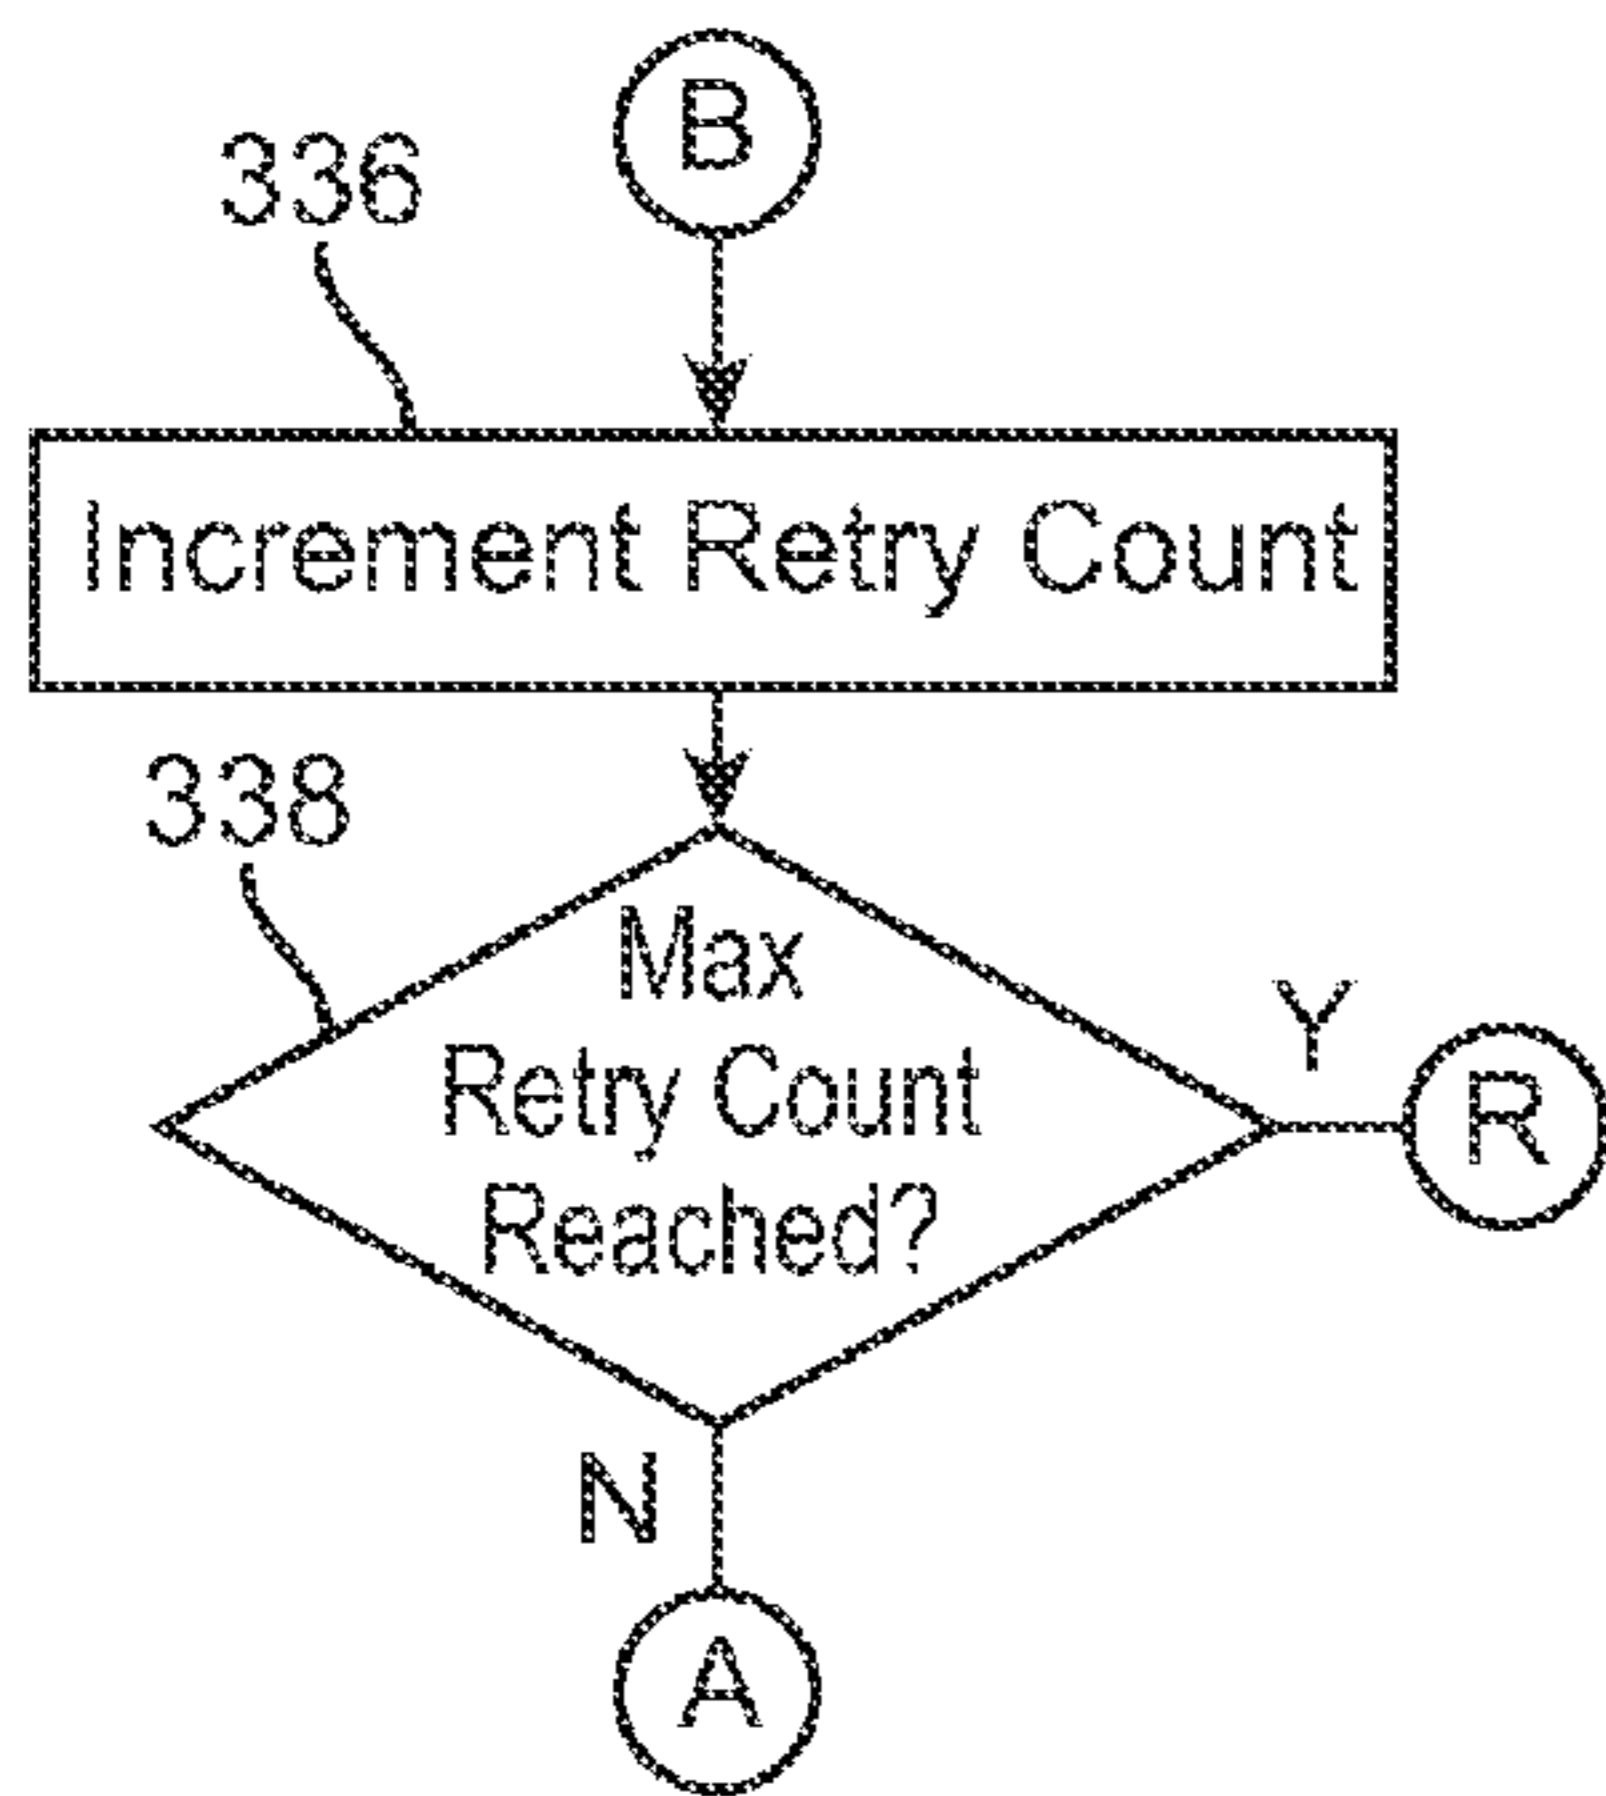 B
336
Increment Retry Count
338
Max
Retry Count
Reached?
Y
R
N
A